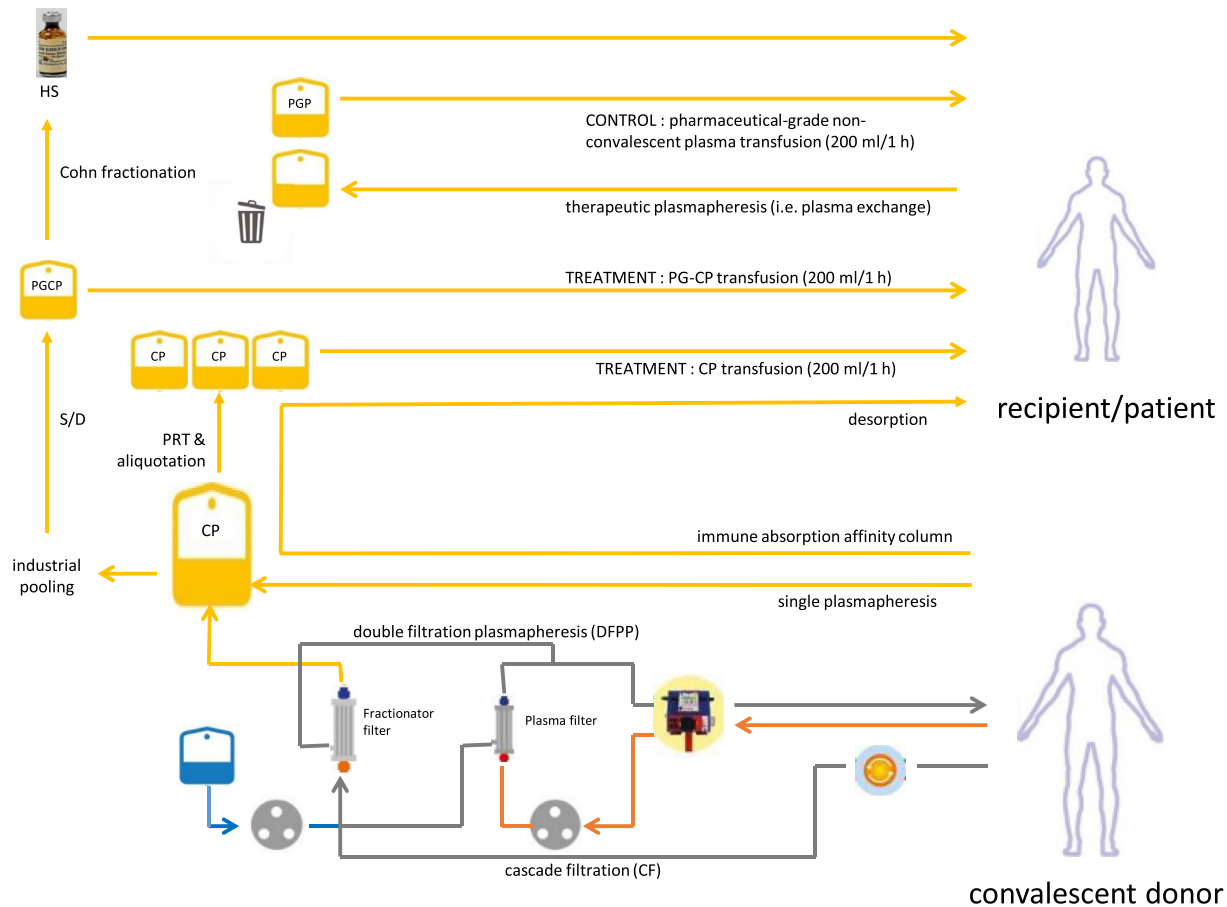 HS
PGP
CONTROL : pharmaceutical-grade non-
convalescent plasma transfusion (200 ml/1 h)
Cohn fractionation
therapeutic plasmapheresis (i.e. plasma exchange)
PGCP
TREATMENT : PG-CP transfusion (200 ml/1 h)
CP
CP
CP
TREATMENT : CP transfusion (200 ml/1 h)
recipient/patient
S/D
desorption
PRT &
aliquotation
CP
immune absorption affinity column
industrial
pooling
single plasmapheresis
double filtration plasmapheresis (DFPP)
Fractionator
filter
Plasma filter
cascade filtration (CF)
convalescent donor